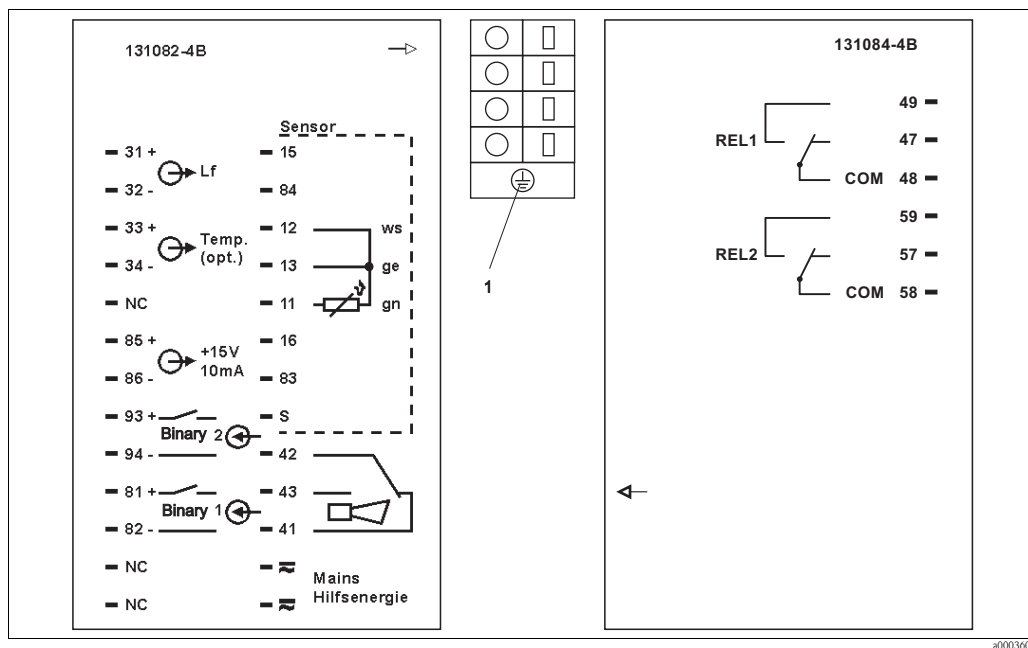 131082-4B
Sensor
31 +
Lf
32 -
33 +
Temp.
(opt.)
34 -
NC
85 +
+15V
10mA
86 -
93 +
Binary 2
94 -
81 +
Binary 1
82 -
NC
NC
15
84
12 ws
13 ge
11 gn
16
83
S
42
43
41
Mains
Hilfsenergie
1
131084-4B
49
REL1 47
COM 48
59
REL2 57
COM 58
a000360